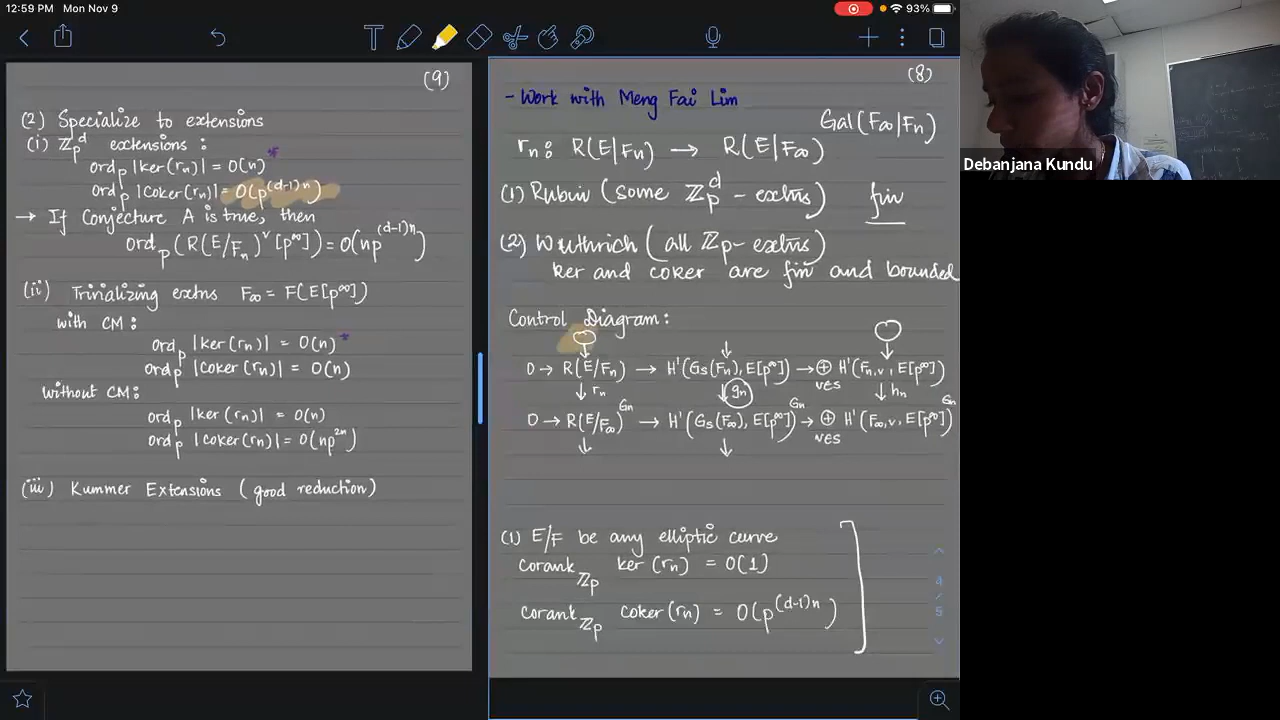 12:59 PM Mon Nov 9
93%
(9)
(2) Specialize to extensions
(i) ℤ_p^d extensions :
ord_p |ker(r_n)| = O(n) *
ord_p |coker(r_n)| = O(p^{(d-1)n})
→ If Conjecture A is true, then
ord_p (R(E/F_n)^∨[p^∞]) = O(np^{(d-1)n})
(ii) Trivializing extns F_∞ = F(E[p^∞])
with CM:
ord_p |ker(r_n)| = O(n) *
ord_p |coker(r_n)| = O(n)
without CM:
ord_p |ker(r_n)| = O(n)
ord_p |coker(r_n)| = O(np^{2n})
(iii) Kummer Extensions (good reduction)
(8)
- Work with Meng Fai Lim
Gal(F_∞|F_n)
r_n: R(E|F_n) → R(E|F_∞)
(1) Rubin (some ℤ_p^d - extns) fin
(2) Wuthrich (all ℤ_p- extns)
ker and coker are fin and bounded
Control Diagram:
0 → R(E/F_n) → H'(G_S(F_n), E[p^∞]) → ⊕_{v∈S} H'(F_{n,v}, E[p^∞])
↓ r_n ↓ g_n ↓ h_n
0 → R(E/F_∞)^{G_n} → H'(G_S(F_∞), E[p^∞])^{G_n} → ⊕_{v∈S} H'(F_{∞,v}, E[p^∞])^{G_n}
(1) E/F be any elliptic curve
corank_{ℤ_p} ker(r_n) = O(1)
corank_{ℤ_p} coker(r_n) = O(p^{(d-1)n})
4
/
5
Debanjana Kundu